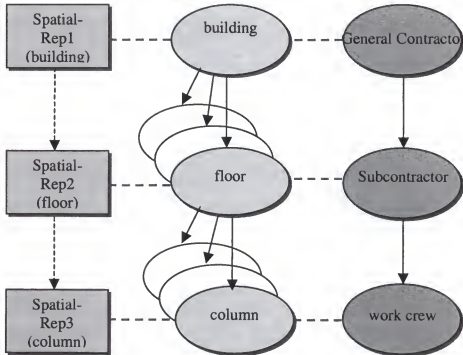 Spatial-
Rep1
(building)
building
General Contracto
Spatial-
Rep2
(floor)
floor
Subcontractor
Spatial-
Rep3
(column)
column
work crew